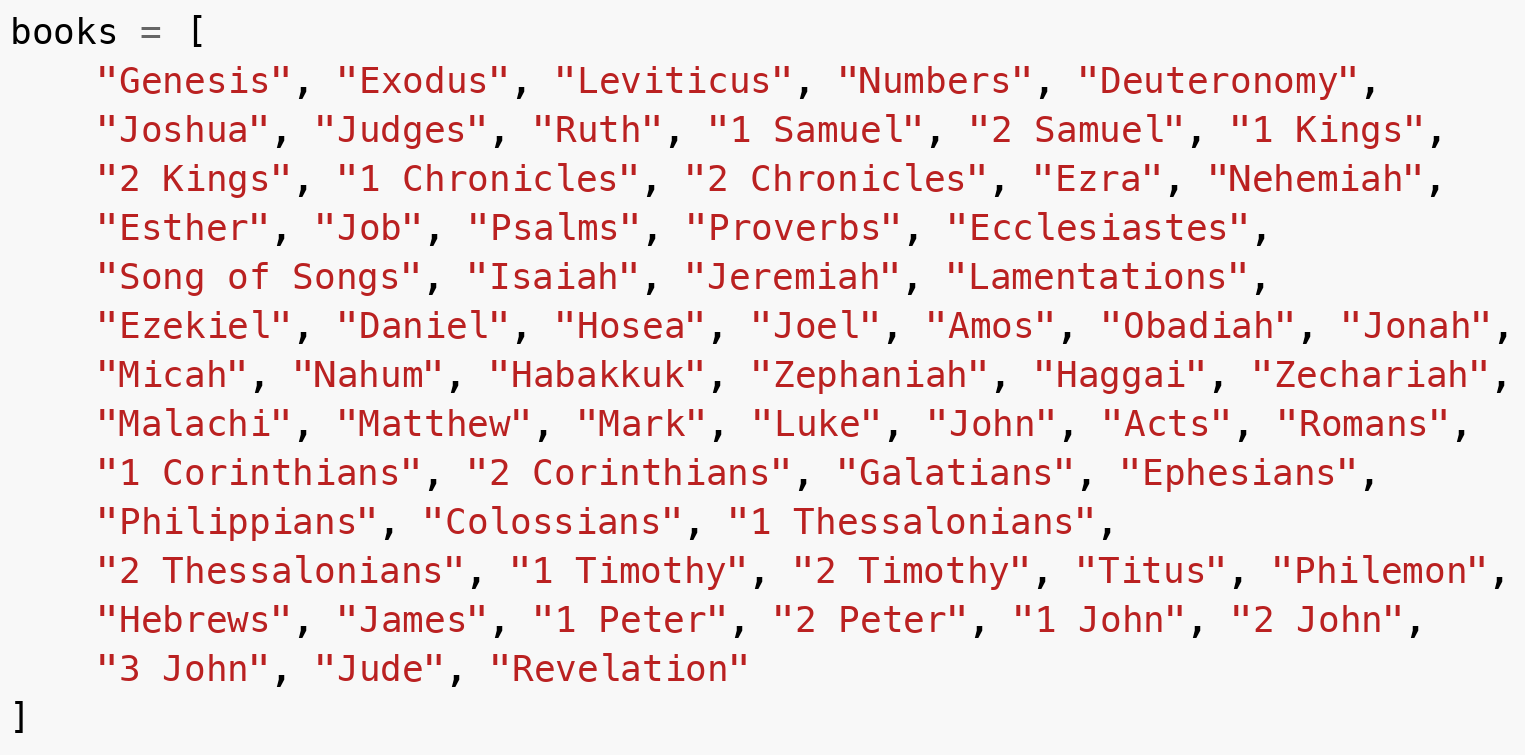 books = [
    "Genesis", "Exodus", "Leviticus", "Numbers", "Deuteronomy",
    "Joshua", "Judges", "Ruth", "1 Samuel", "2 Samuel", "1 Kings",
    "2 Kings", "1 Chronicles", "2 Chronicles", "Ezra", "Nehemiah",
    "Esther", "Job", "Psalms", "Proverbs", "Ecclesiastes",
    "Song of Songs", "Isaiah", "Jeremiah", "Lamentations",
    "Ezekiel", "Daniel", "Hosea", "Joel", "Amos", "Obadiah", "Jonah",
    "Micah", "Nahum", "Habakkuk", "Zephaniah", "Haggai", "Zechariah",
    "Malachi", "Matthew", "Mark", "Luke", "John", "Acts", "Romans",
    "1 Corinthians", "2 Corinthians", "Galatians", "Ephesians",
    "Philippians", "Colossians", "1 Thessalonians",
    "2 Thessalonians", "1 Timothy", "2 Timothy", "Titus", "Philemon",
    "Hebrews", "James", "1 Peter", "2 Peter", "1 John", "2 John",
    "3 John", "Jude", "Revelation"
]